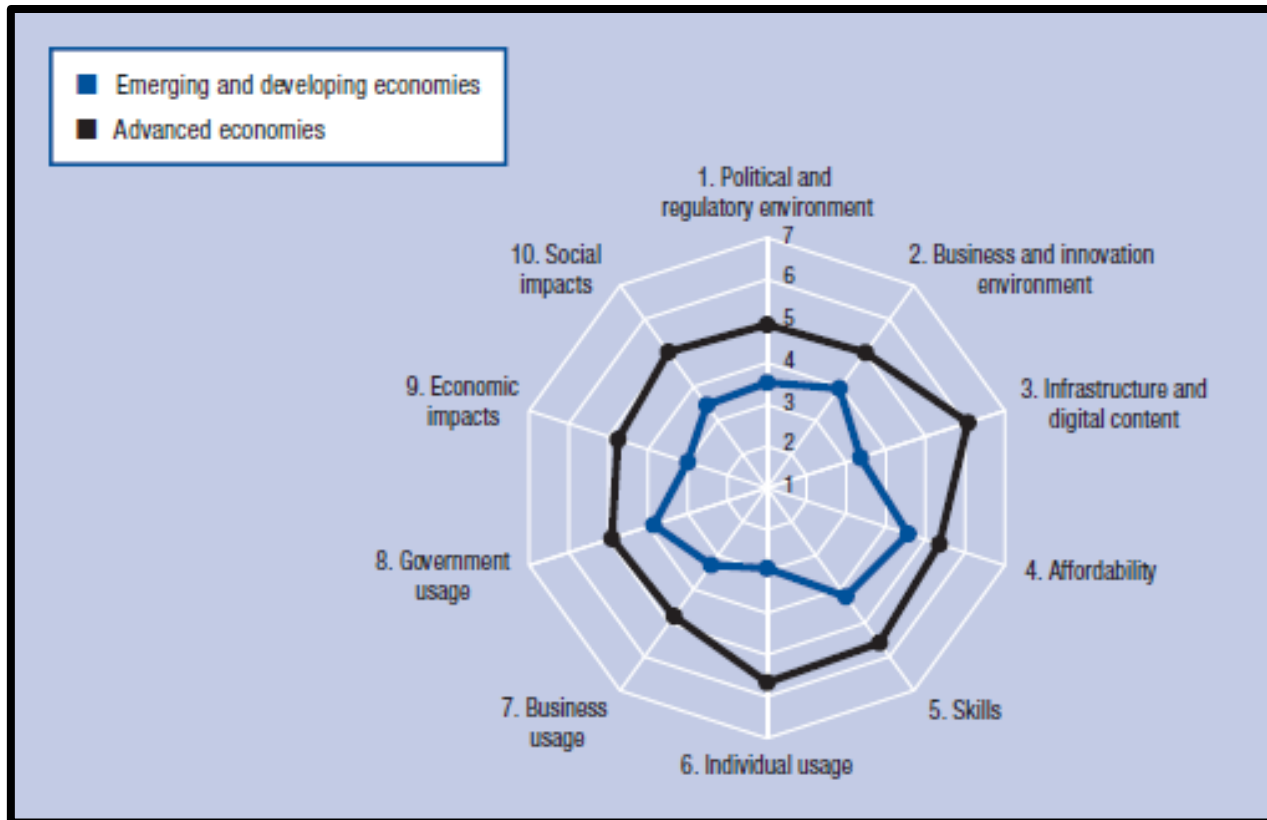 Emerging and developing economies
Advanced economies
1. Political and
regulatory environment
7
6
5
4
3
2
1
2. Business and innovation
environment
3. Infrastructure and
digital content
4. Affordability
5. Skills
6. Individual usage
7. Business
usage
8. Government
usage
9. Economic
impacts
10. Social
impacts